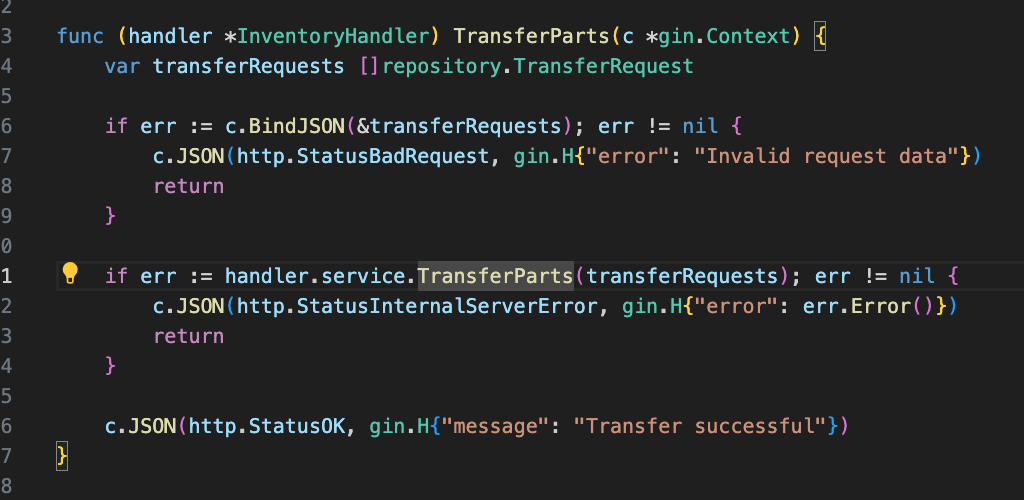 2
3 func (handler *InventoryHandler) TransferParts(c *gin.Context) {
4 var transferRequests []repository.TransferRequest
5
6 if err := c.BindJSON(&transferRequests); err != nil {
7 c.JSON(http.StatusBadRequest, gin.H{"error": "Invalid request data"})
8 return
9 }
0
1 if err := handler.service.TransferParts(transferRequests); err != nil {
2 c.JSON(http.StatusInternalServerError, gin.H{"error": err.Error()})
3 return
4 }
5
6 c.JSON(http.StatusOK, gin.H{"message": "Transfer successful"})
7 }
8